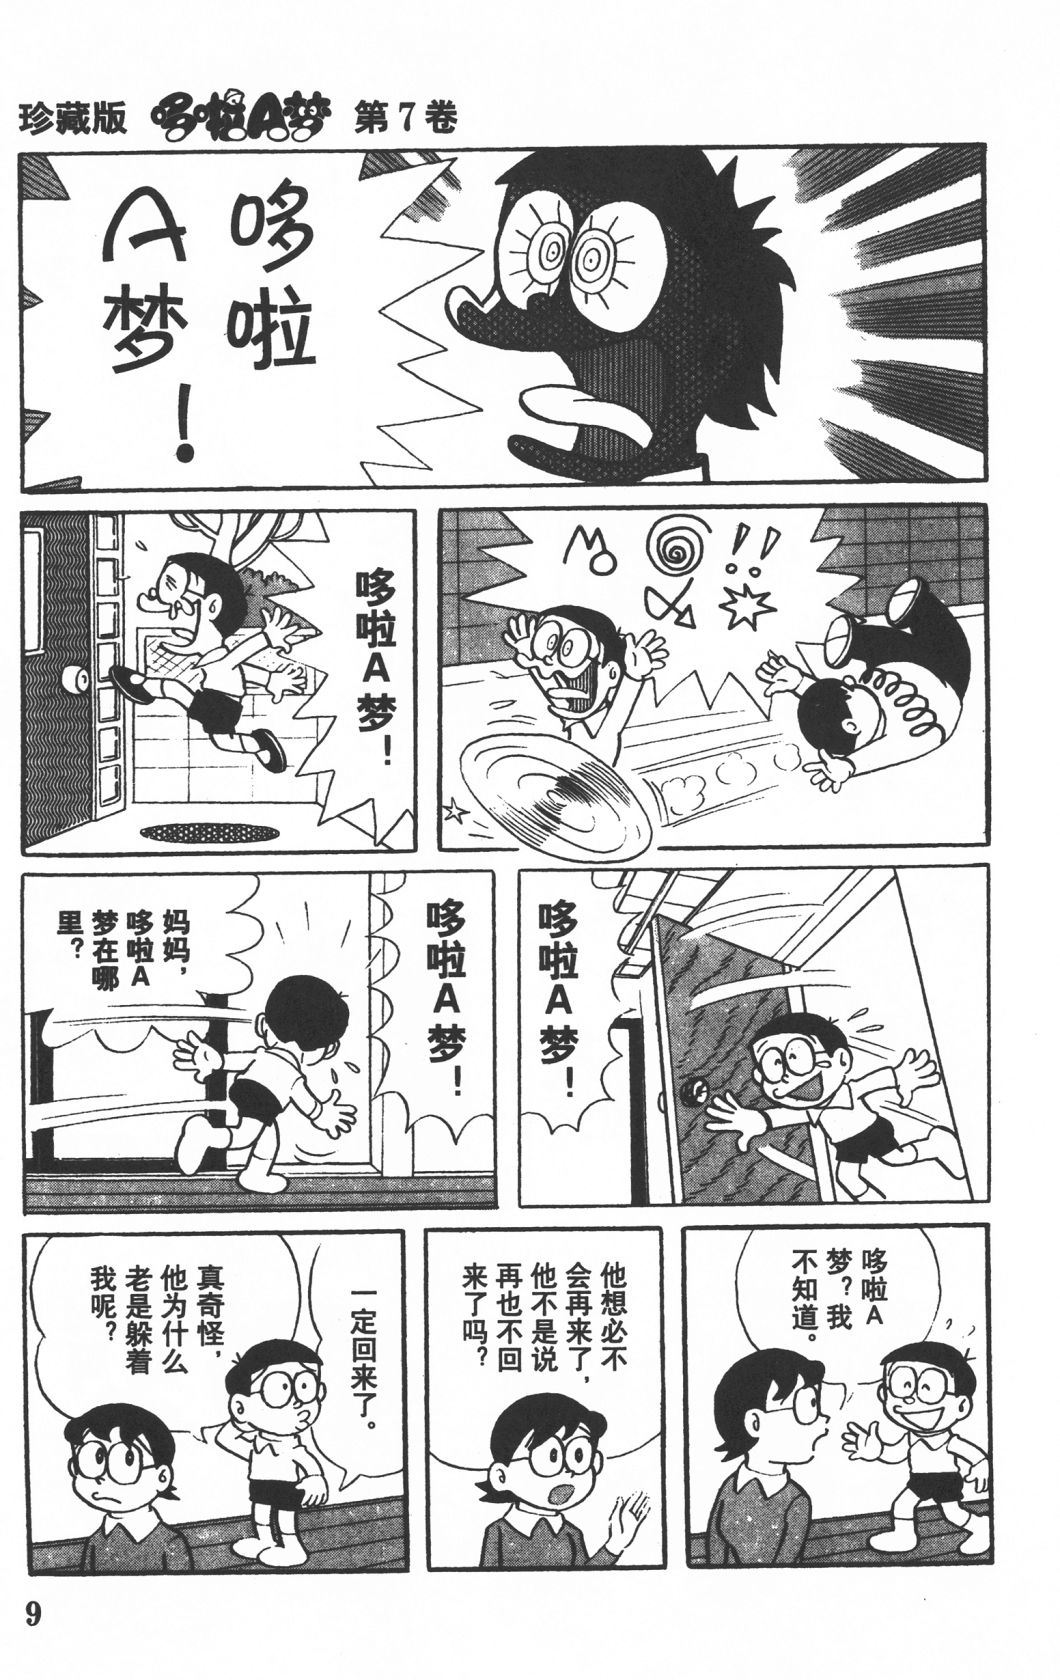 珍藏版 哆啦A梦 第7卷
哆啦
A梦!
!!
哆啦A梦!
哆啦A梦!
哆啦A梦!
妈妈,
哆啦A
梦在哪
里?
哆啦A
梦?我
不知道。
他想必不
会再来了,
他不是说
再也不回
来了吗?
一定回来了。
真奇怪,
他为什么
老是躲着
我呢?
9